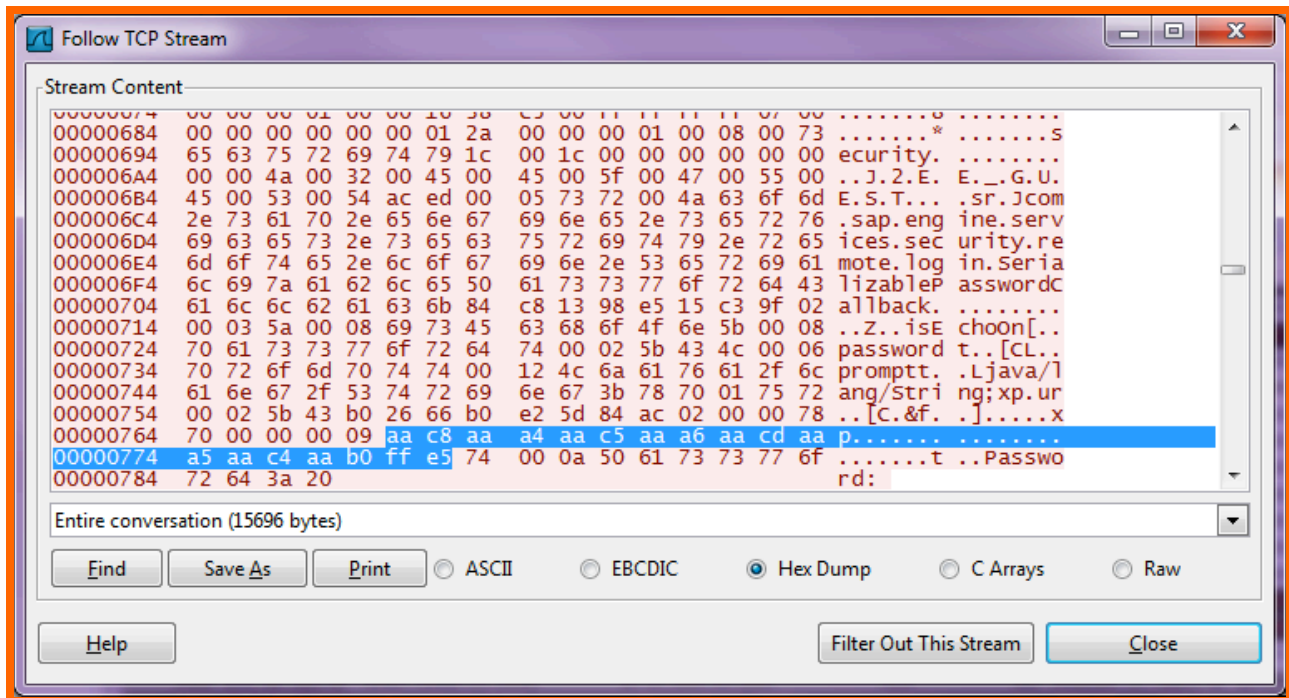 Follow TCP Stream
Stream Content
00000684 00 00 00 00 00 00 01 2a 00 00 00 01 00 08 00 73 .......* .......s
00000694 65 63 75 72 69 74 79 1c 00 1c 00 00 00 00 00 00 ecurity. ........
000006A4 00 00 4a 00 32 00 45 00 45 00 5f 00 47 00 55 00 ..J.2.E. E._.G.U.
000006B4 45 00 53 00 54 ac ed 00 05 73 72 00 4a 63 6f 6d E.S.T... .sr.Jcom
000006C4 2e 73 61 70 2e 65 6e 67 69 6e 65 2e 73 65 72 76 .sap.eng ine.serv
000006D4 69 63 65 73 2e 73 65 63 75 72 69 74 79 2e 72 65 ices.sec urity.re
000006E4 6d 6f 74 65 2e 6c 6f 67 69 6e 2e 53 65 72 69 61 mote.log in.Seria
000006F4 6c 69 7a 61 62 6c 65 50 61 73 73 77 6f 72 64 43 lizableP asswordC
00000704 61 6c 6c 62 61 63 6b 84 c8 13 98 e5 15 c3 9f 02 allback. ........
00000714 00 03 5a 00 08 69 73 45 63 68 6f 4f 6e 5b 00 08 ..Z..isE choOn[..
00000724 70 61 73 73 77 6f 72 64 74 00 02 5b 43 4c 00 06 password t..[CL..
00000734 70 72 6f 6d 70 74 74 00 12 4c 6a 61 76 61 2f 6c promptt. .Ljava/l
00000744 61 6e 67 2f 53 74 72 69 6e 67 3b 78 70 01 75 72 ang/Stri ng;xp.ur
00000754 00 02 5b 43 b0 26 66 b0 e2 5d 84 ac 02 00 00 78 ..[C.&f. .].....x
00000764 70 00 00 00 09 aa c8 aa a4 aa c5 aa a6 aa cd aa p....... ........
00000774 a5 aa c4 aa b0 ff e5 74 00 0a 50 61 73 73 77 6f .......t ..Passwo
00000784 72 64 3a 20 rd:
Entire conversation (15696 bytes)
Find Save As Print ASCII EBCDIC Hex Dump C Arrays Raw
Help Filter Out This Stream Close